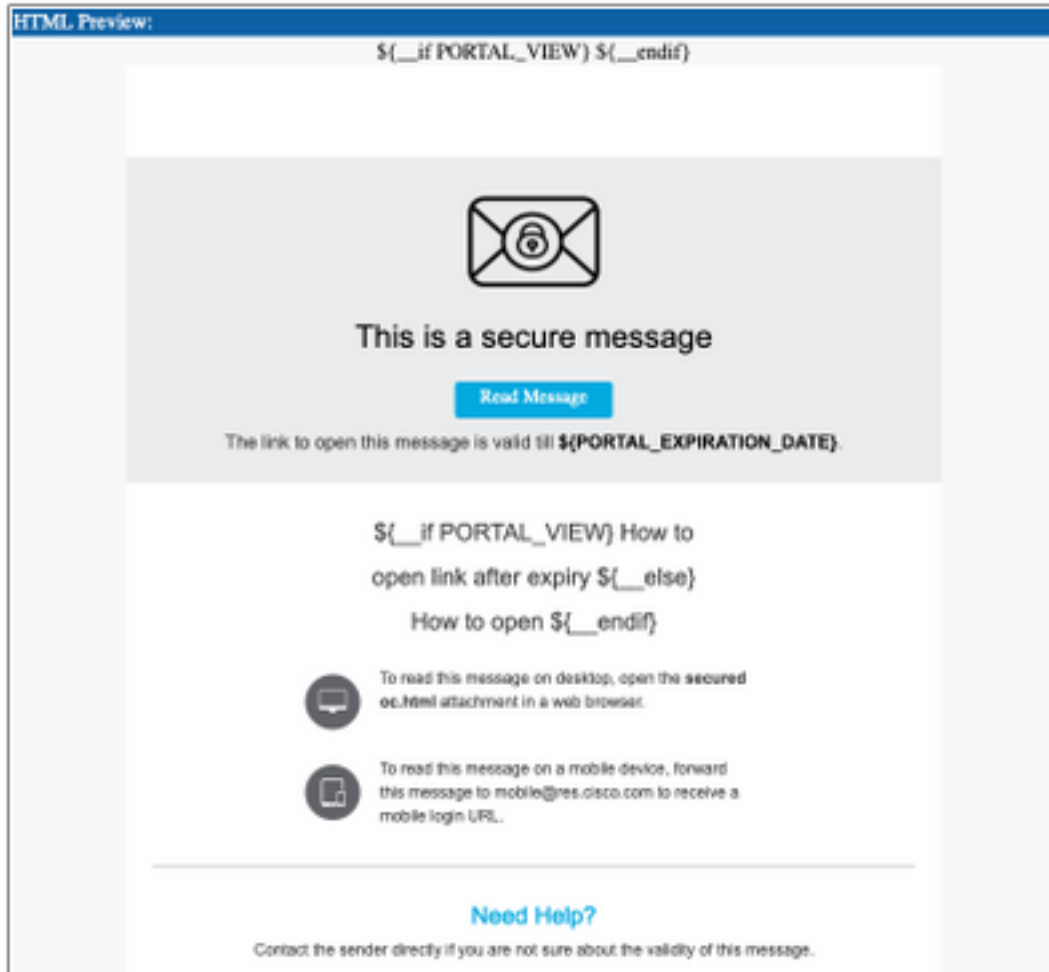 HTML Preview:
${__if PORTAL_VIEW} ${__endif}
This is a secure message
Read Message
The link to open this message is valid till ${PORTAL_EXPIRATION_DATE}.
${__if PORTAL_VIEW} How to
open link after expiry ${__else}
How to open ${__endif}
To read this message on desktop, open the secured
oc.html attachment in a web browser.
To read this message on a mobile device, forward
this message to mobile@res.cisco.com to receive a
mobile login URL.
Need Help?
Contact the sender directly if you are not sure about the validity of this message.